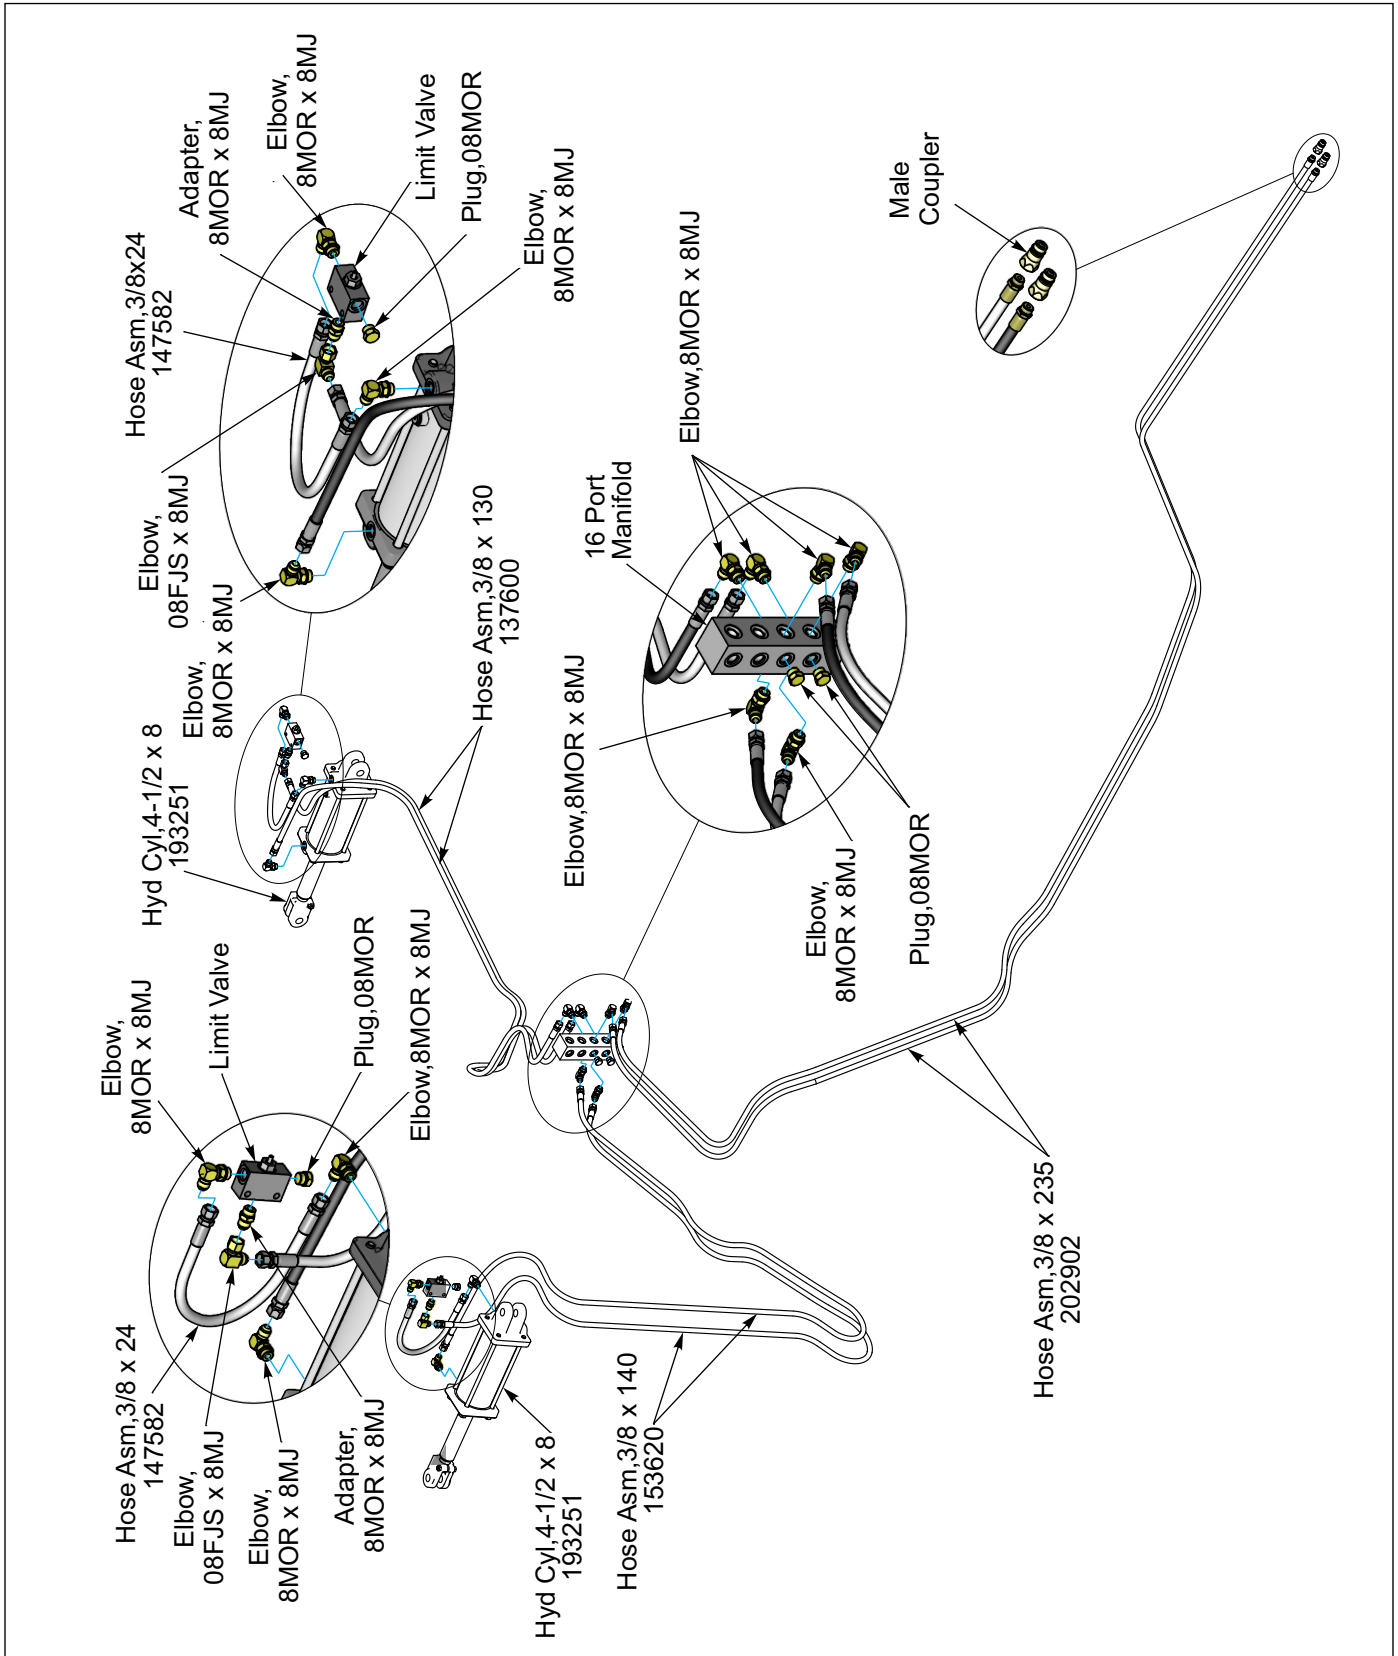 Elbow,
8MOR x 8MJ
Limit Valve
Plug,08MOR
Elbow,8MOR x 8MJ
Hose Asm,3/8 x 24
147582
Elbow,
08FJS x 8MJ
Elbow,
8MOR x 8MJ
Adapter,
8MOR x 8MJ
Hyd Cyl,4-1/2 x 8
193251
Hose Asm,3/8 x 140
153620
Hyd Cyl,4-1/2 x 8
193251
Elbow,
8MOR x 8MJ
Elbow,
08FJS x 8MJ
Hose Asm,3/8x24
147582
Adapter,
8MOR x 8MJ
Elbow,
8MOR x 8MJ
Limit Valve
Plug,08MOR
Elbow,
8MOR x 8MJ
Hose Asm,3/8 x 130
137600
Elbow,8MOR x 8MJ
16 Port
Manifold
Elbow,8MOR x 8MJ
Elbow,
8MOR x 8MJ
Plug,08MOR
Male
Coupler
Hose Asm,3/8 x 235
202902